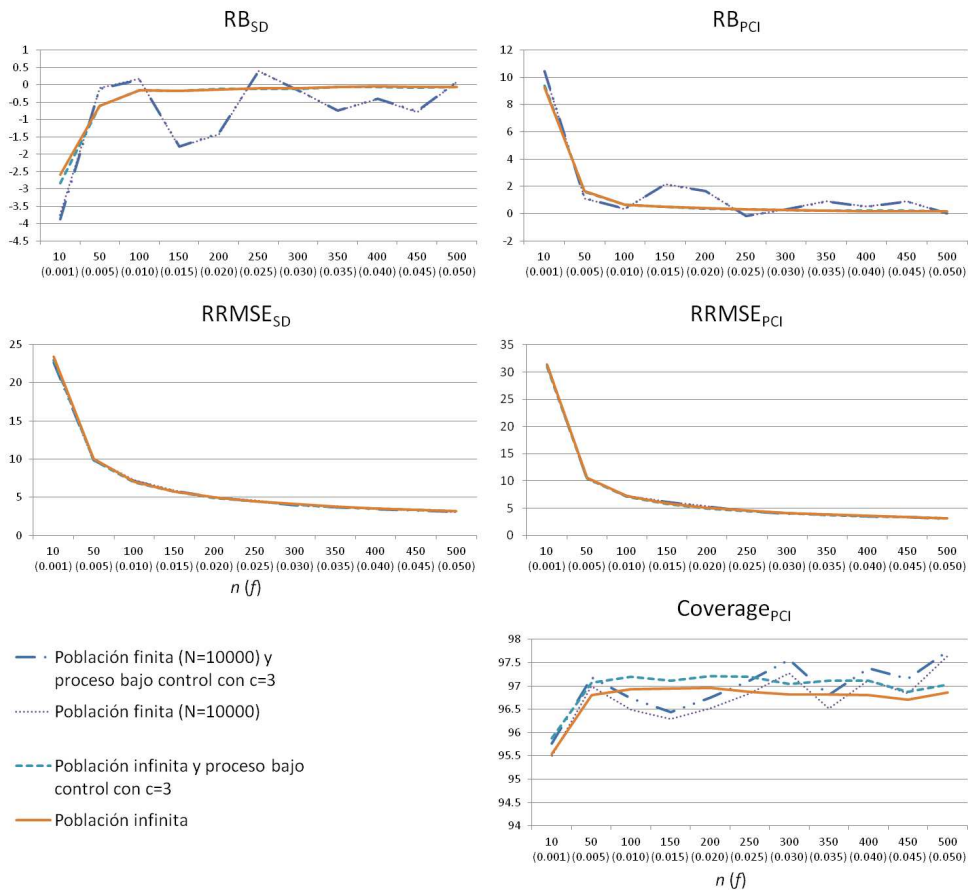 RB_SD
1
0.5
0
-0.5
-1
-1.5
-2
-2.5
-3
-3.5
-4
-4.5
10 50 100 150 200 250 300 350 400 450 500
(0.001) (0.005) (0.010) (0.015) (0.020) (0.025) (0.030) (0.035) (0.040) (0.045) (0.050)
RB_PCI
12
10
8
6
4
2
0
-2
10 50 100 150 200 250 300 350 400 450 500
(0.001) (0.005) (0.010) (0.015) (0.020) (0.025) (0.030) (0.035) (0.040) (0.045) (0.050)
RRMSE_SD
25
20
15
10
5
0
10 50 100 150 200 250 300 350 400 450 500
(0.001) (0.005) (0.010) (0.015) (0.020) (0.025) (0.030) (0.035) (0.040) (0.045) (0.050)
n (f)
RRMSE_PCI
35
30
25
20
15
10
5
0
10 50 100 150 200 250 300 350 400 450 500
(0.001) (0.005) (0.010) (0.015) (0.020) (0.025) (0.030) (0.035) (0.040) (0.045) (0.050)
Población finita (N=10000) y
proceso bajo control con c=3
Población finita (N=10000)
Población infinita y proceso bajo
control con c=3
Población infinita
Coverage_PCI
98
97.5
97
96.5
96
95.5
95
94.5
94
10 50 100 150 200 250 300 350 400 450 500
(0.001) (0.005) (0.010) (0.015) (0.020) (0.025) (0.030) (0.035) (0.040) (0.045) (0.050)
n (f)